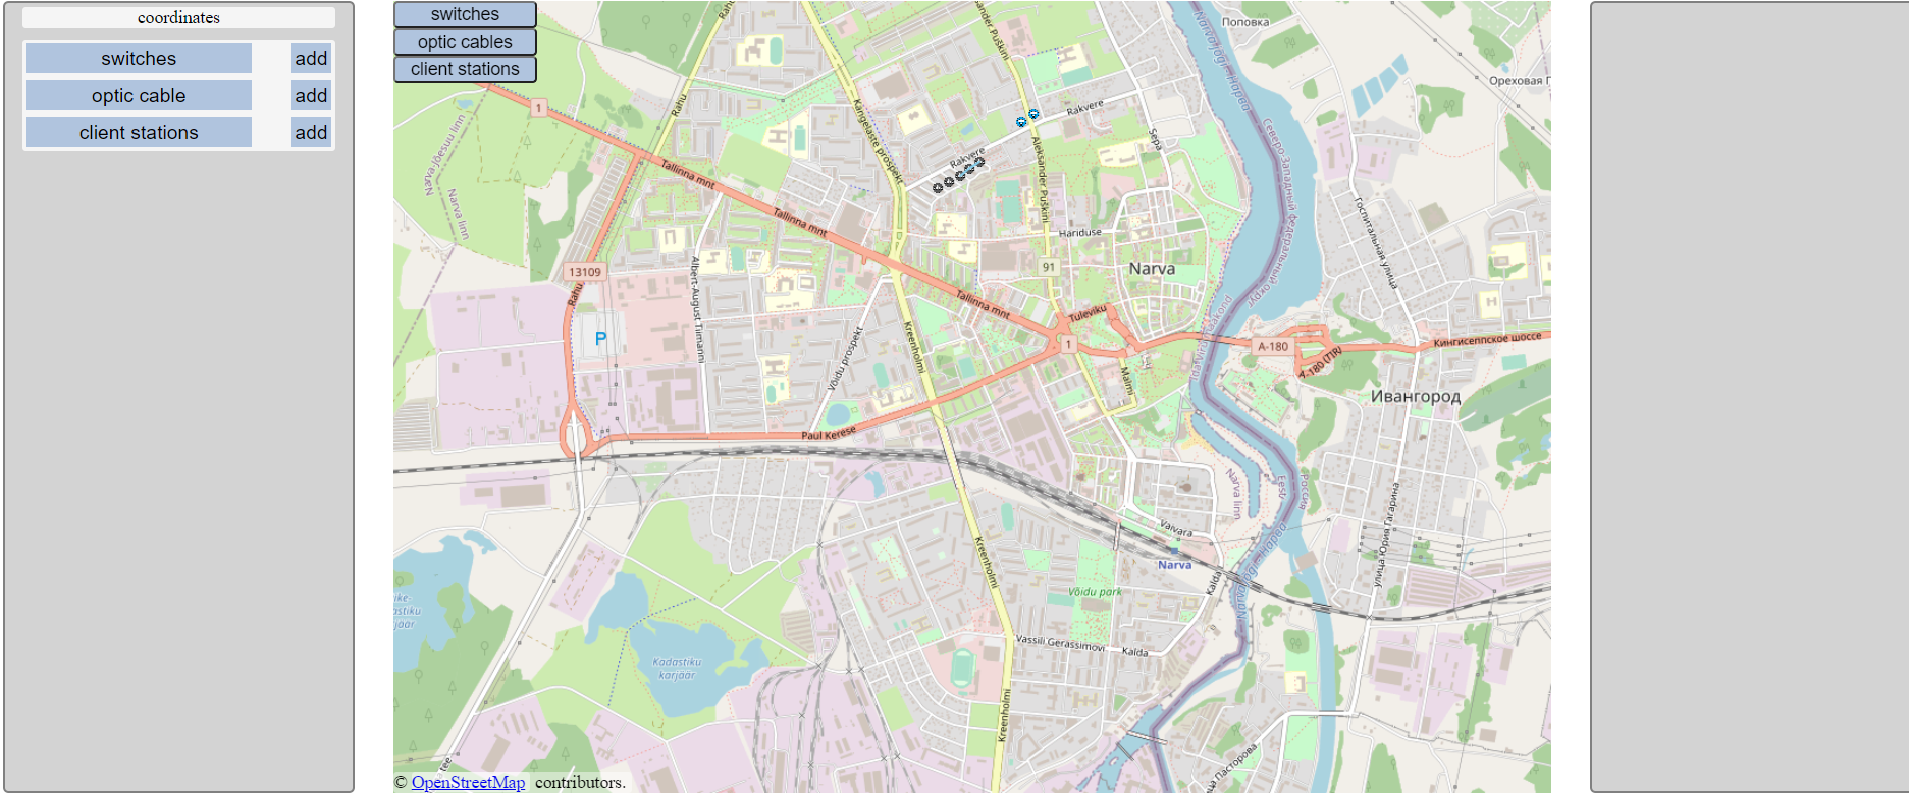 coordinates
switches
add
optic cable
add
client stations
add
switches
optic cables
client stations
Поповка
Ореховая Г
Rahu
Rahu
1
Kangelaste prospekt
Rakvere
Rakvere
Sepa
Aleksander Puškini
Северо-Западный федеральный округ
Narva-Jõesuu linn
Narva linn
Tallinna mnt
Tallinna mnt
Hariduse
Госпитальная улица
91
Narva
13109
Rahu
Albert-August Tiimanni
Tallinna mnt
Tuleviku
P
Võidu prospekt
Kreenholmi
1
A-180
A-180 (TIR)
Кингисеппское шоссе
Malmi
Ивангород
Paul Kerese
Narva linn
Eesti
Россия
Vaivara
Narva
улица Юрия Гагарина
Kreenholmi
Võidu park
Kalda
Vassili Gerassimovi
Kalda
Kadastiku
karjäär
Kreenholmi
© OpenStreetMap contributors.